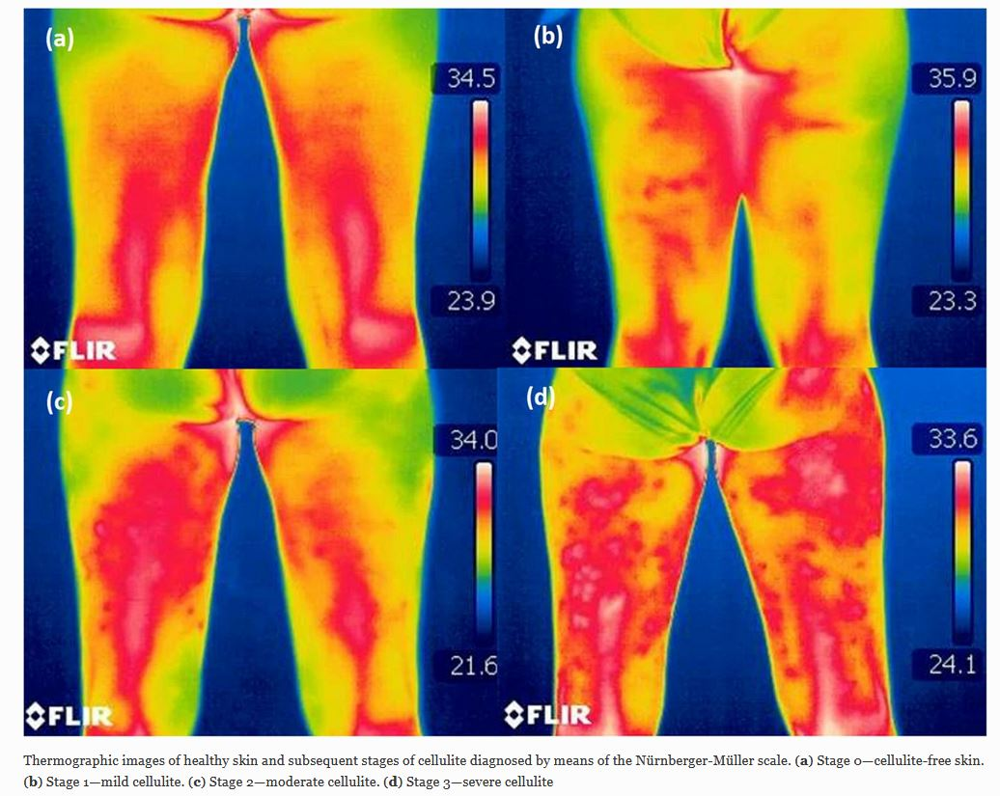 (a)
34.5
23.9
FLIR
(b)
35.9
23.3
FLIR
(c)
34.0
21.6
FLIR
(d)
33.6
24.1
FLIR
Thermographic images of healthy skin and subsequent stages of cellulite diagnosed by means of the Nürnberger-Müller scale. (a) Stage 0—cellulite-free skin.
(b) Stage 1—mild cellulite. (c) Stage 2—moderate cellulite. (d) Stage 3—severe cellulite